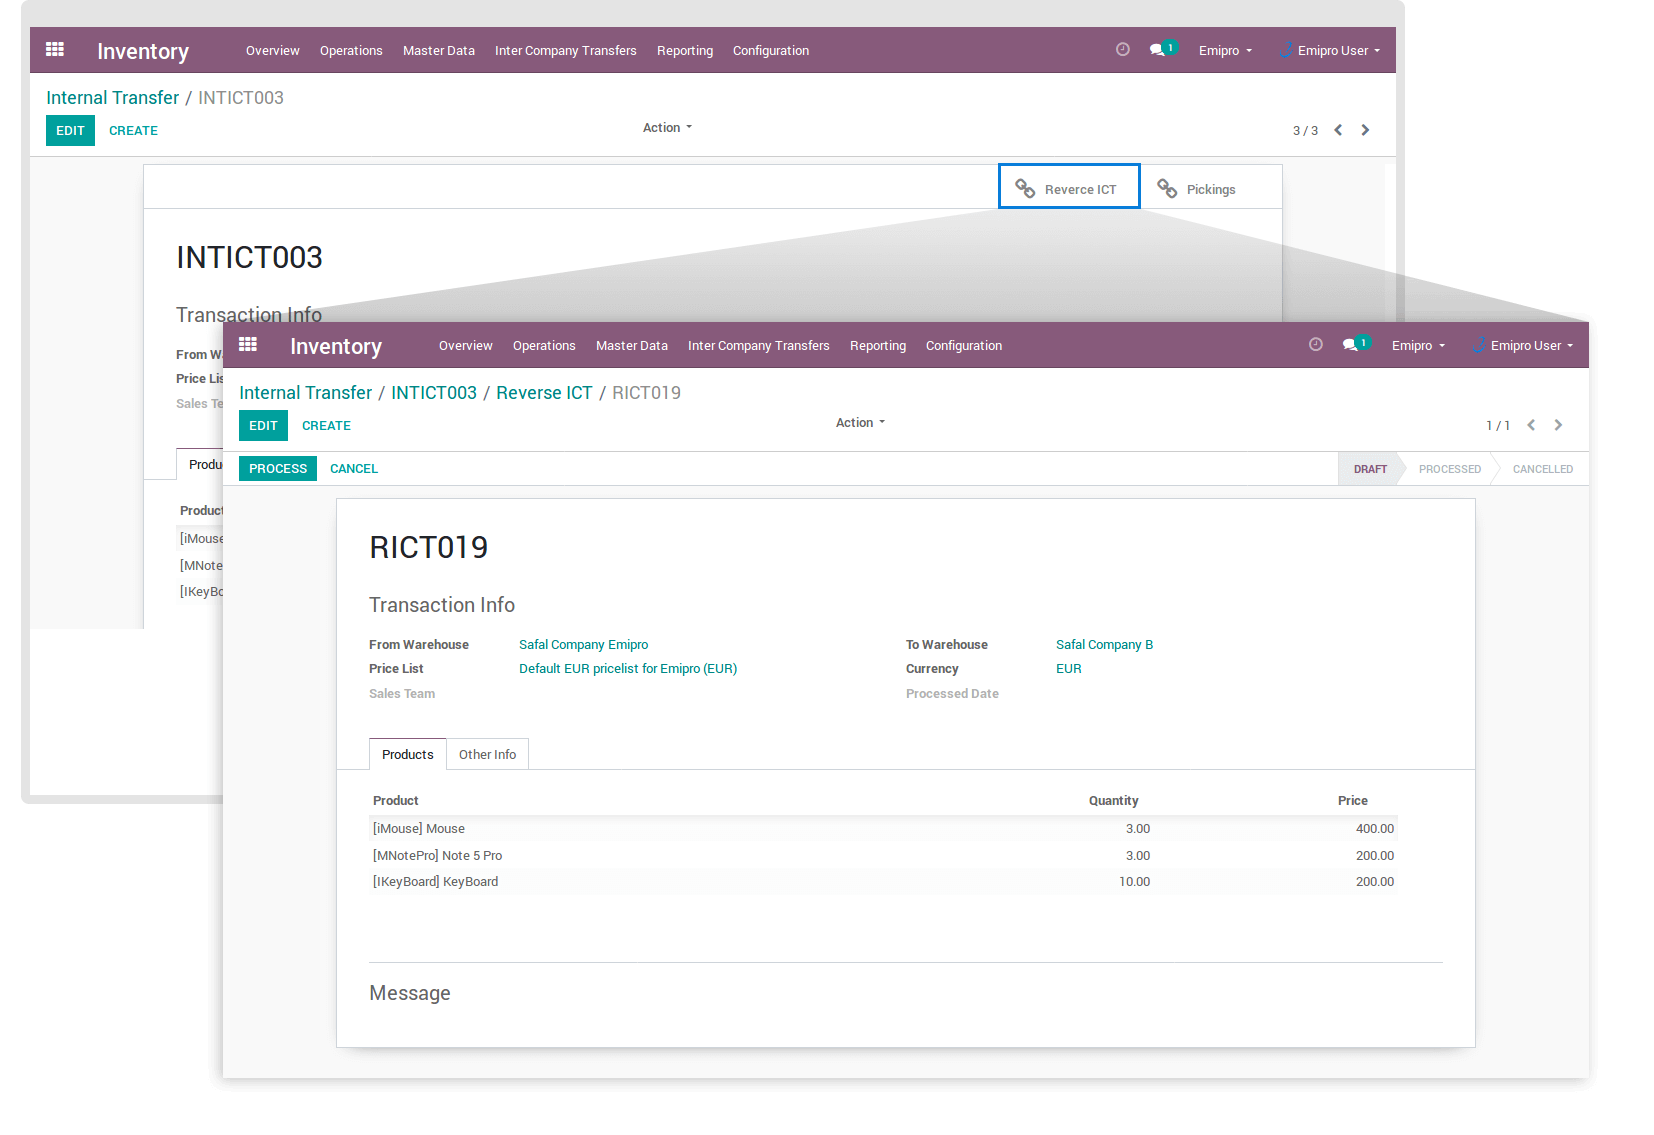 Inventory Overview Operations Master Data Inter Company Transfers Reporting Configuration 1 Emipro Emipro User
Internal Transfer / INTICT003
EDIT CREATE Action 3 / 3
Reverce ICT Pickings
INTICT003
Transaction Info
From Wa
Price Lis
Sales Te
Produ
Product
[iMouse
[MNote
[IKeyBo
Inventory Overview Operations Master Data Inter Company Transfers Reporting Configuration 1 Emipro Emipro User
Internal Transfer / INTICT003 / Reverse ICT / RICT019
EDIT CREATE Action 1 / 1
PROCESS CANCEL DRAFT PROCESSED CANCELLED
RICT019
Transaction Info
From Warehouse Safal Company Emipro To Warehouse Safal Company B
Price List Default EUR pricelist for Emipro (EUR) Currency EUR
Sales Team Processed Date
Products Other Info
Product Quantity Price
[iMouse] Mouse 3.00 400.00
[MNotePro] Note 5 Pro 3.00 200.00
[IKeyBoard] KeyBoard 10.00 200.00
Message